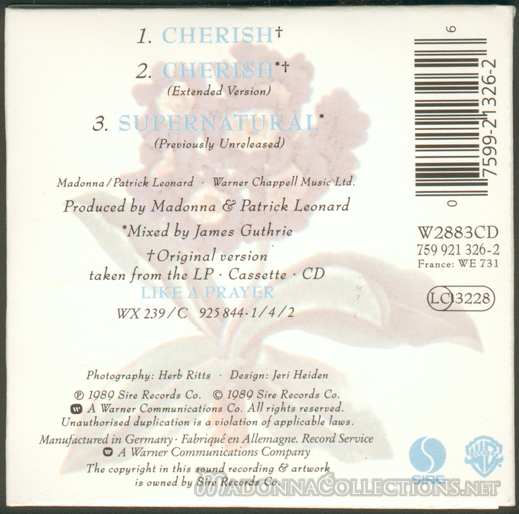 1. CHERISH†
2. CHERISH*†
(Extended Version)
3. SUPERNATURAL*
(Previously Unreleased)
Madonna/Patrick Leonard · Warner Chappell Music Ltd.
Produced by Madonna & Patrick Leonard
*Mixed by James Guthrie
†Original version
taken from the LP · Cassette · CD
LIKE A PRAYER
WX 239/C 925 844-1/4/2
6
7599-21326-2
0
W2883CD
759 921 326-2
France: WE 731
LC 3228
Photography: Herb Ritts · Design: Jeri Heiden
℗ 1989 Sire Records Co. © 1989 Sire Records Co.
A Warner Communications Co. All rights reserved.
Unauthorised duplication is a violation of applicable laws.
Manufactured in Germany · Fabriqué en Allemagne. Record Service
A Warner Communications Company
The copyright in this sound recording & artwork
is owned by Sire Records Co.
SIRE
MADONNACOLLECTIONS.NET